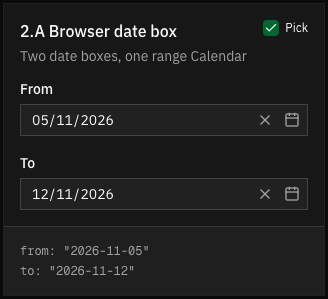 2.A Browser date box
Pick
Two date boxes, one range Calendar
From
05/11/2026
To
12/11/2026
from: "2026-11-05"
to: "2026-11-12"